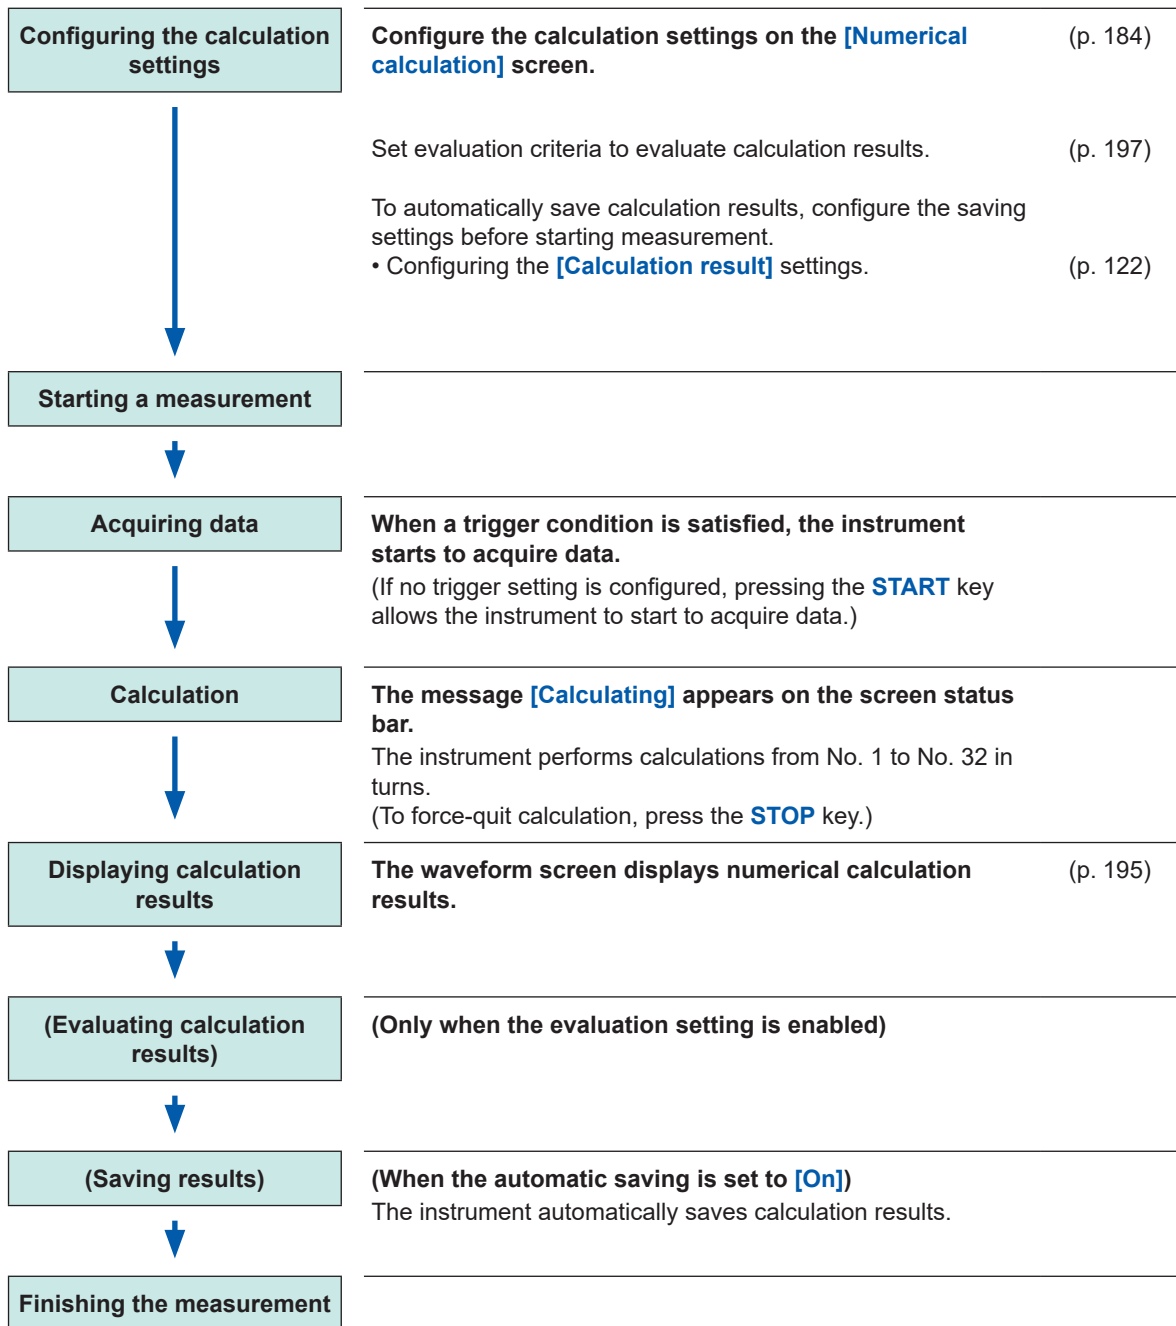 Configuring the calculation
settings
Configure the calculation settings on the [Numerical
calculation] screen.
(p. 184)
Set evaluation criteria to evaluate calculation results.
(p. 197)
To automatically save calculation results, configure the saving
settings before starting measurement.
• Configuring the [Calculation result] settings.
(p. 122)
Starting a measurement
Acquiring data
When a trigger condition is satisfied, the instrument
starts to acquire data.
(If no trigger setting is configured, pressing the START key
allows the instrument to start to acquire data.)
Calculation
The message [Calculating] appears on the screen status
bar.
The instrument performs calculations from No. 1 to No. 32 in
turns.
(To force-quit calculation, press the STOP key.)
Displaying calculation
results
The waveform screen displays numerical calculation
results.
(p. 195)
(Evaluating calculation
results)
(Only when the evaluation setting is enabled)
(Saving results)
(When the automatic saving is set to [On])
The instrument automatically saves calculation results.
Finishing the measurement